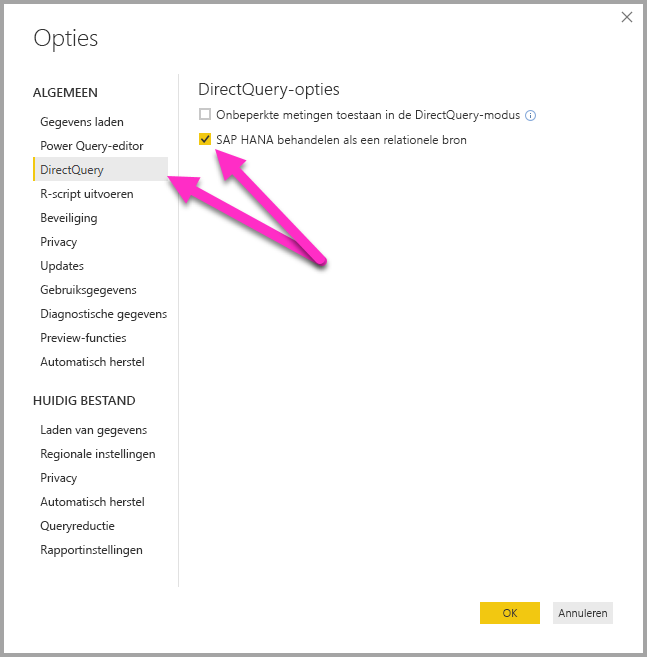 Opties
ALGEMEEN
Gegevens laden
Power Query-editor
DirectQuery
R-script uitvoeren
Beveiliging
Privacy
Updates
Gebruiksgegevens
Diagnostische gegevens
Preview-functies
Automatisch herstel
HUIDIG BESTAND
Laden van gegevens
Regionale instellingen
Privacy
Automatisch herstel
Queryreductie
Rapportinstellingen
DirectQuery-opties
Onbeperkte metingen toestaan in de DirectQuery-modus
SAP HANA behandelen als een relationele bron
OK
Annuleren